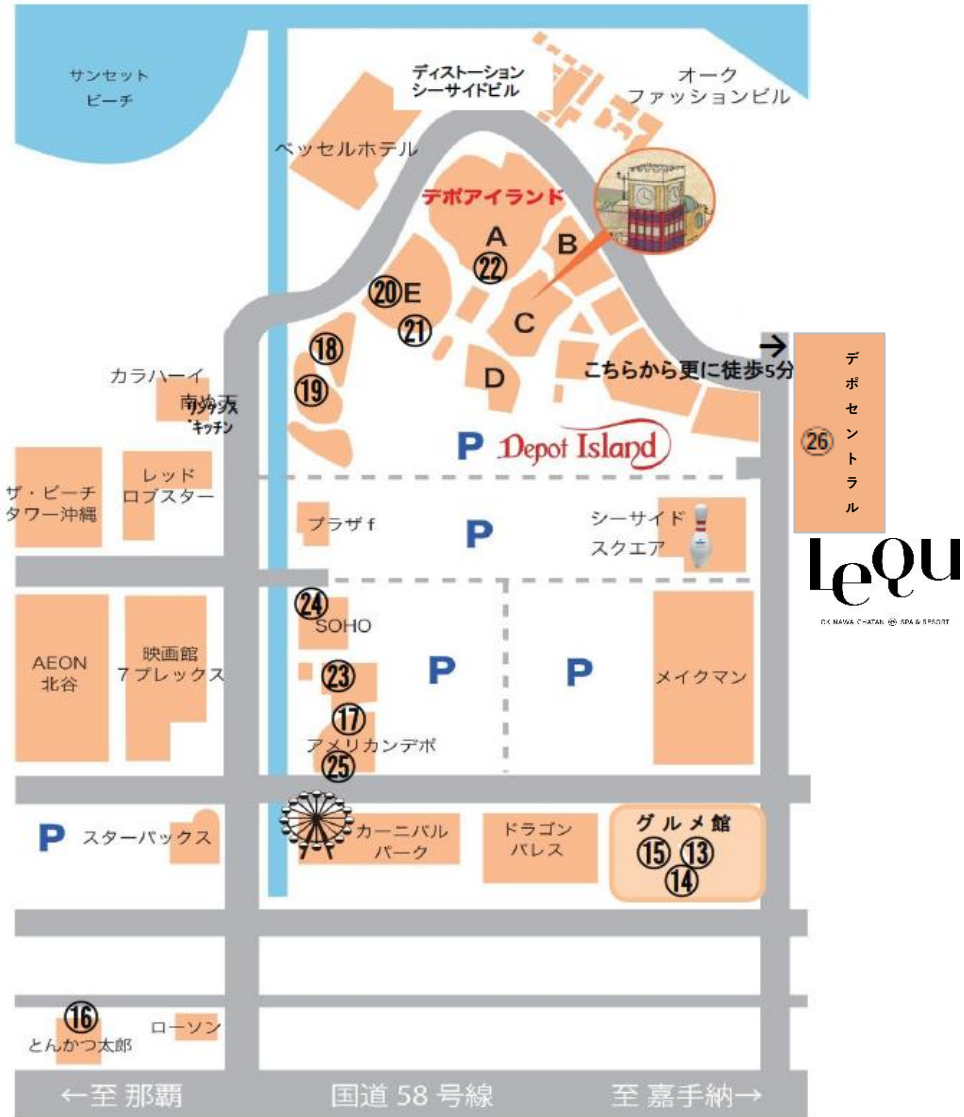 サンセット
ビーチ
ディストーション
シーサイドビル
オーク
ファッションビル
ベッセルホテル
デポアイランド
A
㉒
B
⑳E
㉑
C
⑱
D
→
こちらから更に徒歩5分
⑲
カラハーイ
キッチン
デポセントラル
㉖
P Depot Island
ザ・ビーチ
タワー沖縄
レッド
ロブスター
プラザf
P
シーサイド
スクエア
LeQu
OKINAWA CHATAN SPA & RESORT
㉔
SOHO
AEON
北谷
映画館
7プレックス
㉓
P
P
メイクマン
⑰
アメリカンデポ
㉕
P
スターバックス
カーニバル
パーク
ドラゴン
パレス
グルメ館
⑮ ⑬
⑭
⑯
とんかつ太郎
ローソン
←至 那覇
国道 58 号線
至 嘉手納→